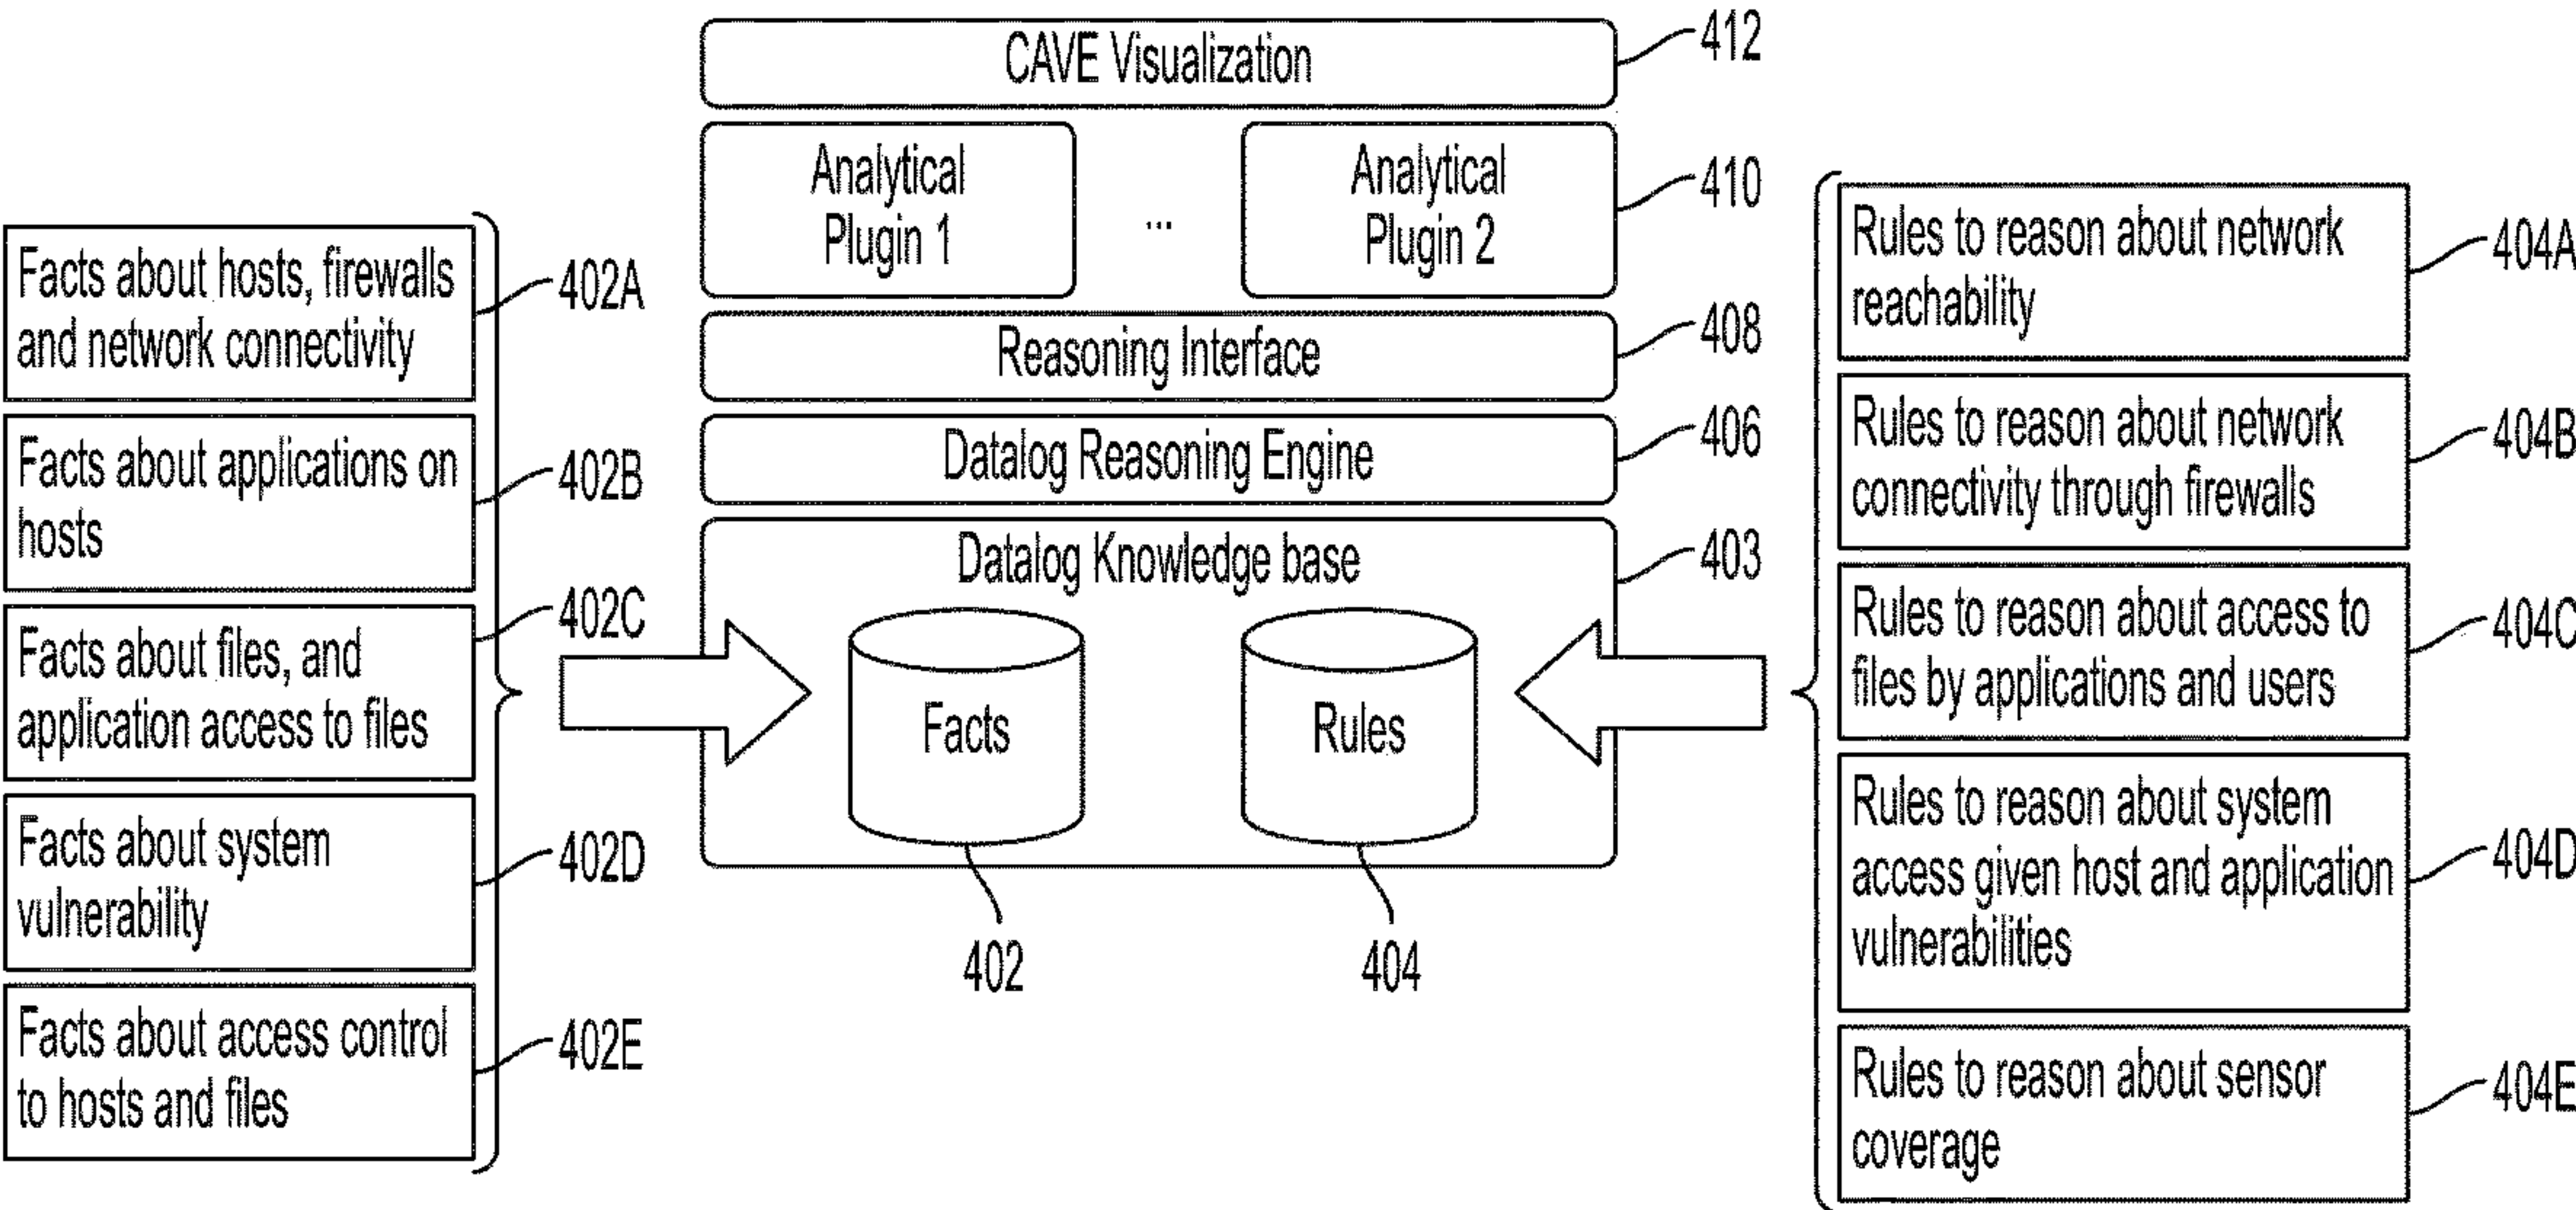 CAVE Visualization
412
Analytical
Plugin 1
...
Analytical
Plugin 2
410
Reasoning Interface
408
Datalog Reasoning Engine
406
Datalog Knowledge base
403
Facts
Rules
402
404
Facts about hosts, firewalls
and network connectivity
402A
Facts about applications on
hosts
402B
Facts about files, and
application access to files
402C
Facts about system
vulnerability
402D
Facts about access control
to hosts and files
402E
Rules to reason about network
reachability
404A
Rules to reason about network
connectivity through firewalls
404B
Rules to reason about access to
files by applications and users
404C
Rules to reason about system
access given host and application
vulnerabilities
404D
Rules to reason about sensor
coverage
404E